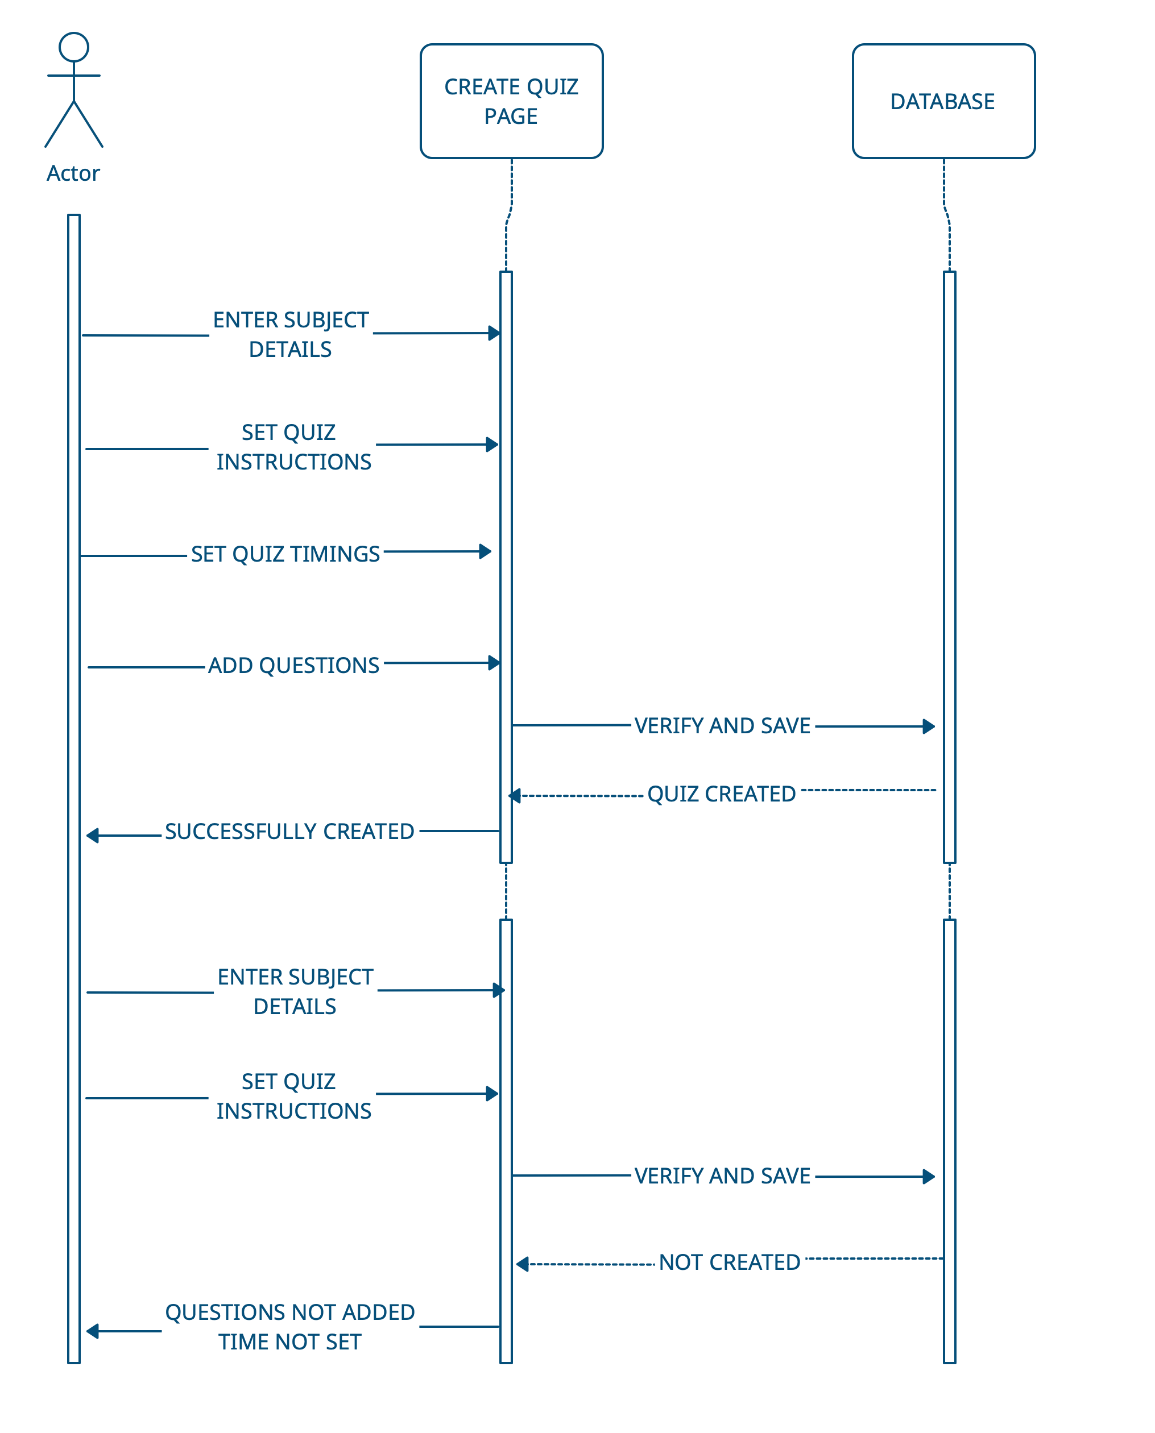 Actor
CREATE QUIZ
PAGE
DATABASE
ENTER SUBJECT
DETAILS
SET QUIZ
INSTRUCTIONS
SET QUIZ TIMINGS
ADD QUESTIONS
VERIFY AND SAVE
QUIZ CREATED
SUCCESSFULLY CREATED
ENTER SUBJECT
DETAILS
SET QUIZ
INSTRUCTIONS
VERIFY AND SAVE
NOT CREATED
QUESTIONS NOT ADDED
TIME NOT SET